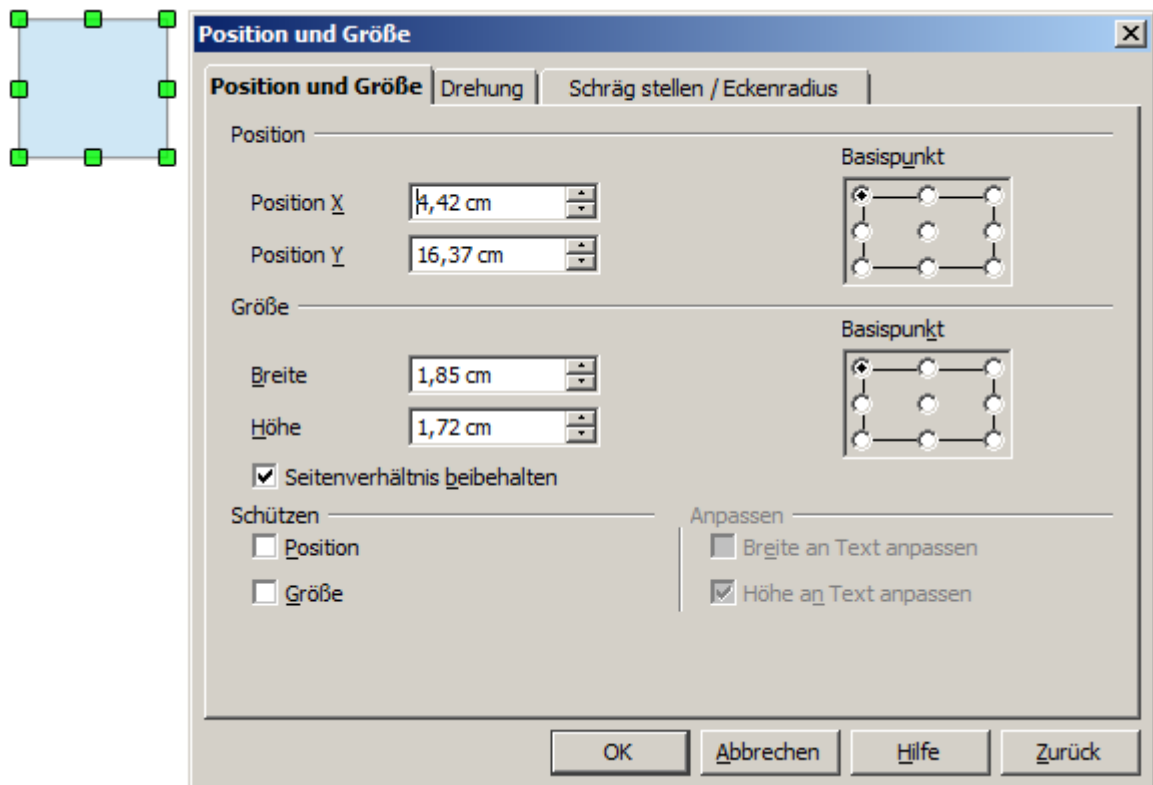 Position und Größe
Position und Größe Drehung Schräg stellen / Eckenradius
Position
Basispunkt
Position X 4,42 cm
Position Y 16,37 cm
Größe
Basispunkt
Breite 1,85 cm
Höhe 1,72 cm
Seitenverhältnis beibehalten
Schützen Anpassen
Position Breite an Text anpassen
Größe Höhe an Text anpassen
OK Abbrechen Hilfe Zurück